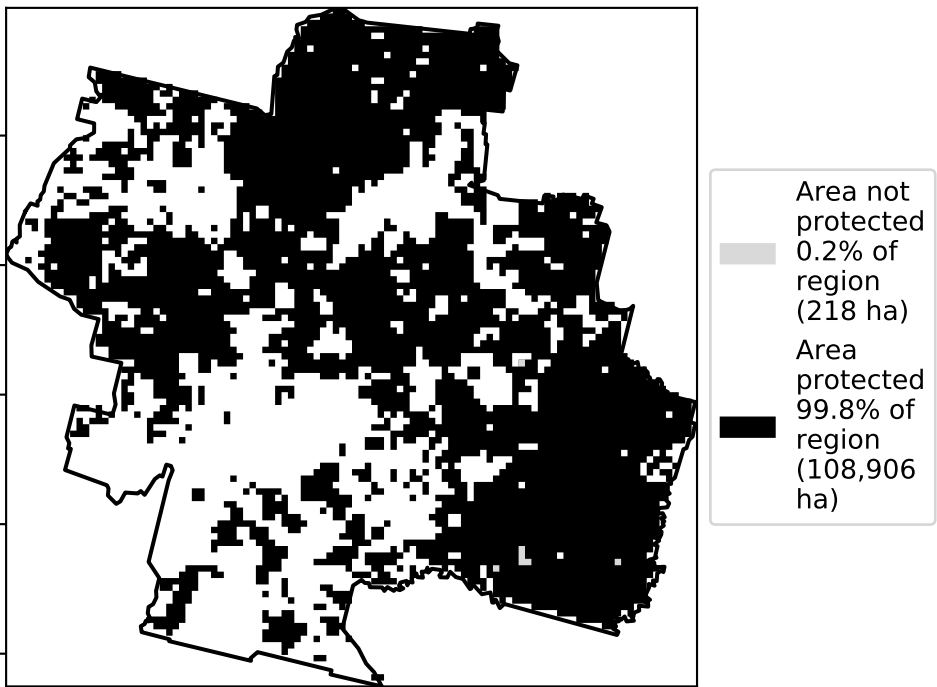 Area not
protected
0.2% of
region
(218 ha)
Area
protected
99.8% of
region
(108,906
ha)